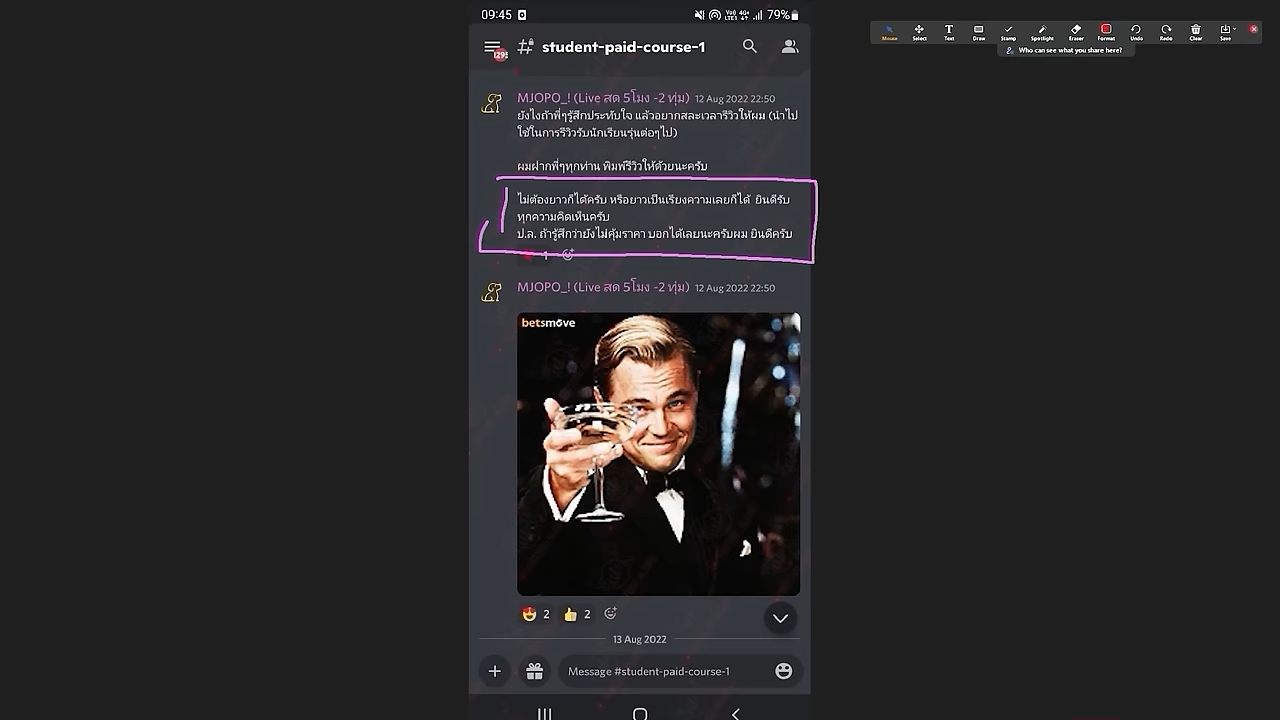 09:45
Vo)) 4G+
LTE1
79%
Mouse
Select
Text
Draw
Stamp
Spotlight
Eraser
Format
Undo
Redo
Clear
Save
Who can see what you share here?
student-paid-course-1
MJOPO_! (Live สด 5โมง -2 ทุ่ม) 12 Aug 2022 22:50
ยังไงถ้าพี่ๆรู้สึกประทับใจ แล้วอยากสละเวลารีวิวให้ผม (นำไป
ใช้ในการรีวิวรับนักเรียนรุ่นต่อๆไป)
ผมฝากพี่ๆทุกท่าน พิมพ์รีวิวให้ด้วยนะครับ
ไม่ต้องยาวก็ได้ครับ หรือยาวเป็นเรียงความเลยก็ได้ ยินดีรับ
ทุกความคิดเห็นครับ
ป.ล. ถ้ารู้สึกว่ายังไม่คุ้มราคา บอกได้เลยนะครับผม ยินดีครับ
1
MJOPO_! (Live สด 5โมง -2 ทุ่ม) 12 Aug 2022 22:50
betsmove
2 2
13 Aug 2022
Message #student-paid-course-1